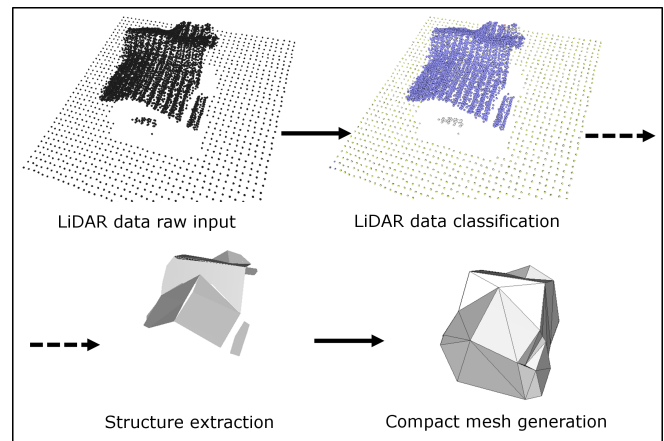 LiDAR data raw input
LiDAR data classification
Structure extraction
Compact mesh generation